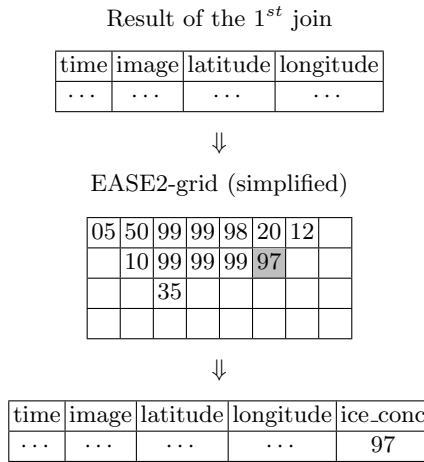 Result of the 1st join
time image latitude longitude
··· ··· ··· ···
⇓
EASE2-grid (simplified)
05 50 99 99 98 20 12
10 99 99 99 97
35
⇓
time image latitude longitude ice_conc
··· ··· ··· ··· 97